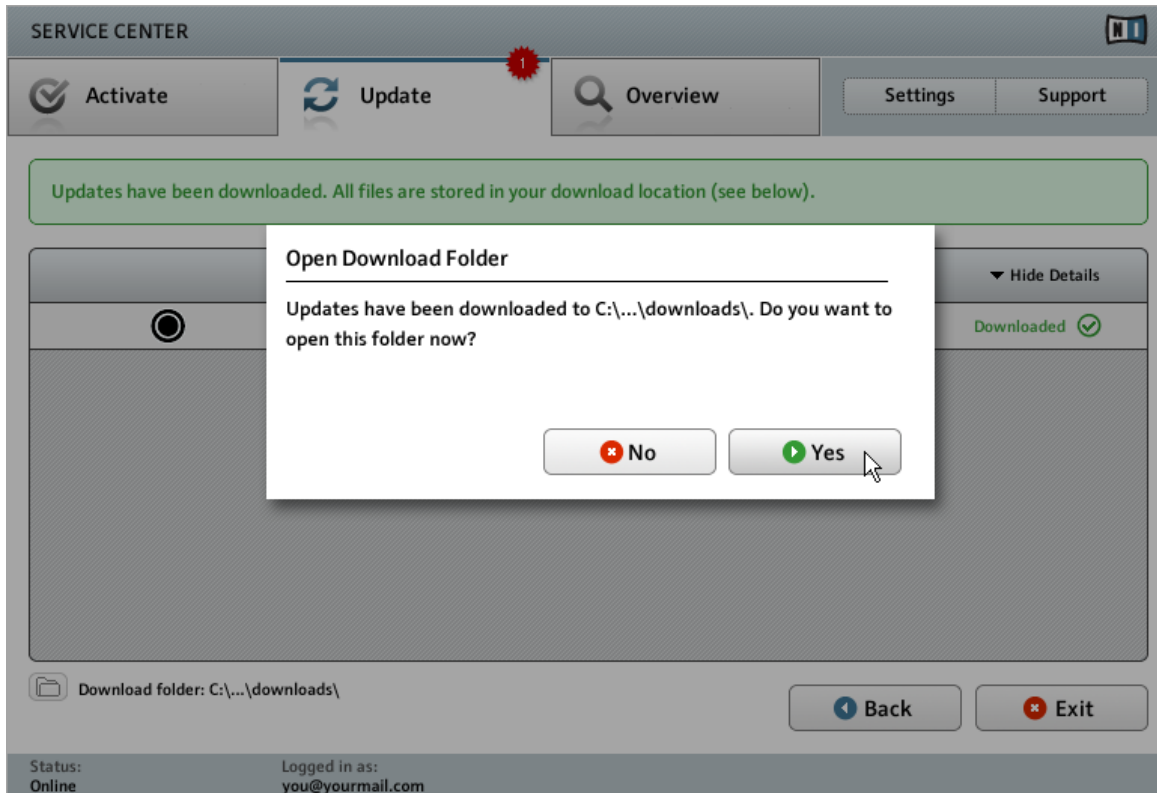 SERVICE CENTER
NI
Activate
Update
1
Overview
Settings
Support
Updates have been downloaded. All files are stored in your download location (see below).
Open Download Folder
Updates have been downloaded to C:\...\downloads\. Do you want to
open this folder now?
No
Yes
Hide Details
Downloaded
Download folder: C:\...\downloads\
Back
Exit
Status:
Online
Logged in as:
you@yourmail.com